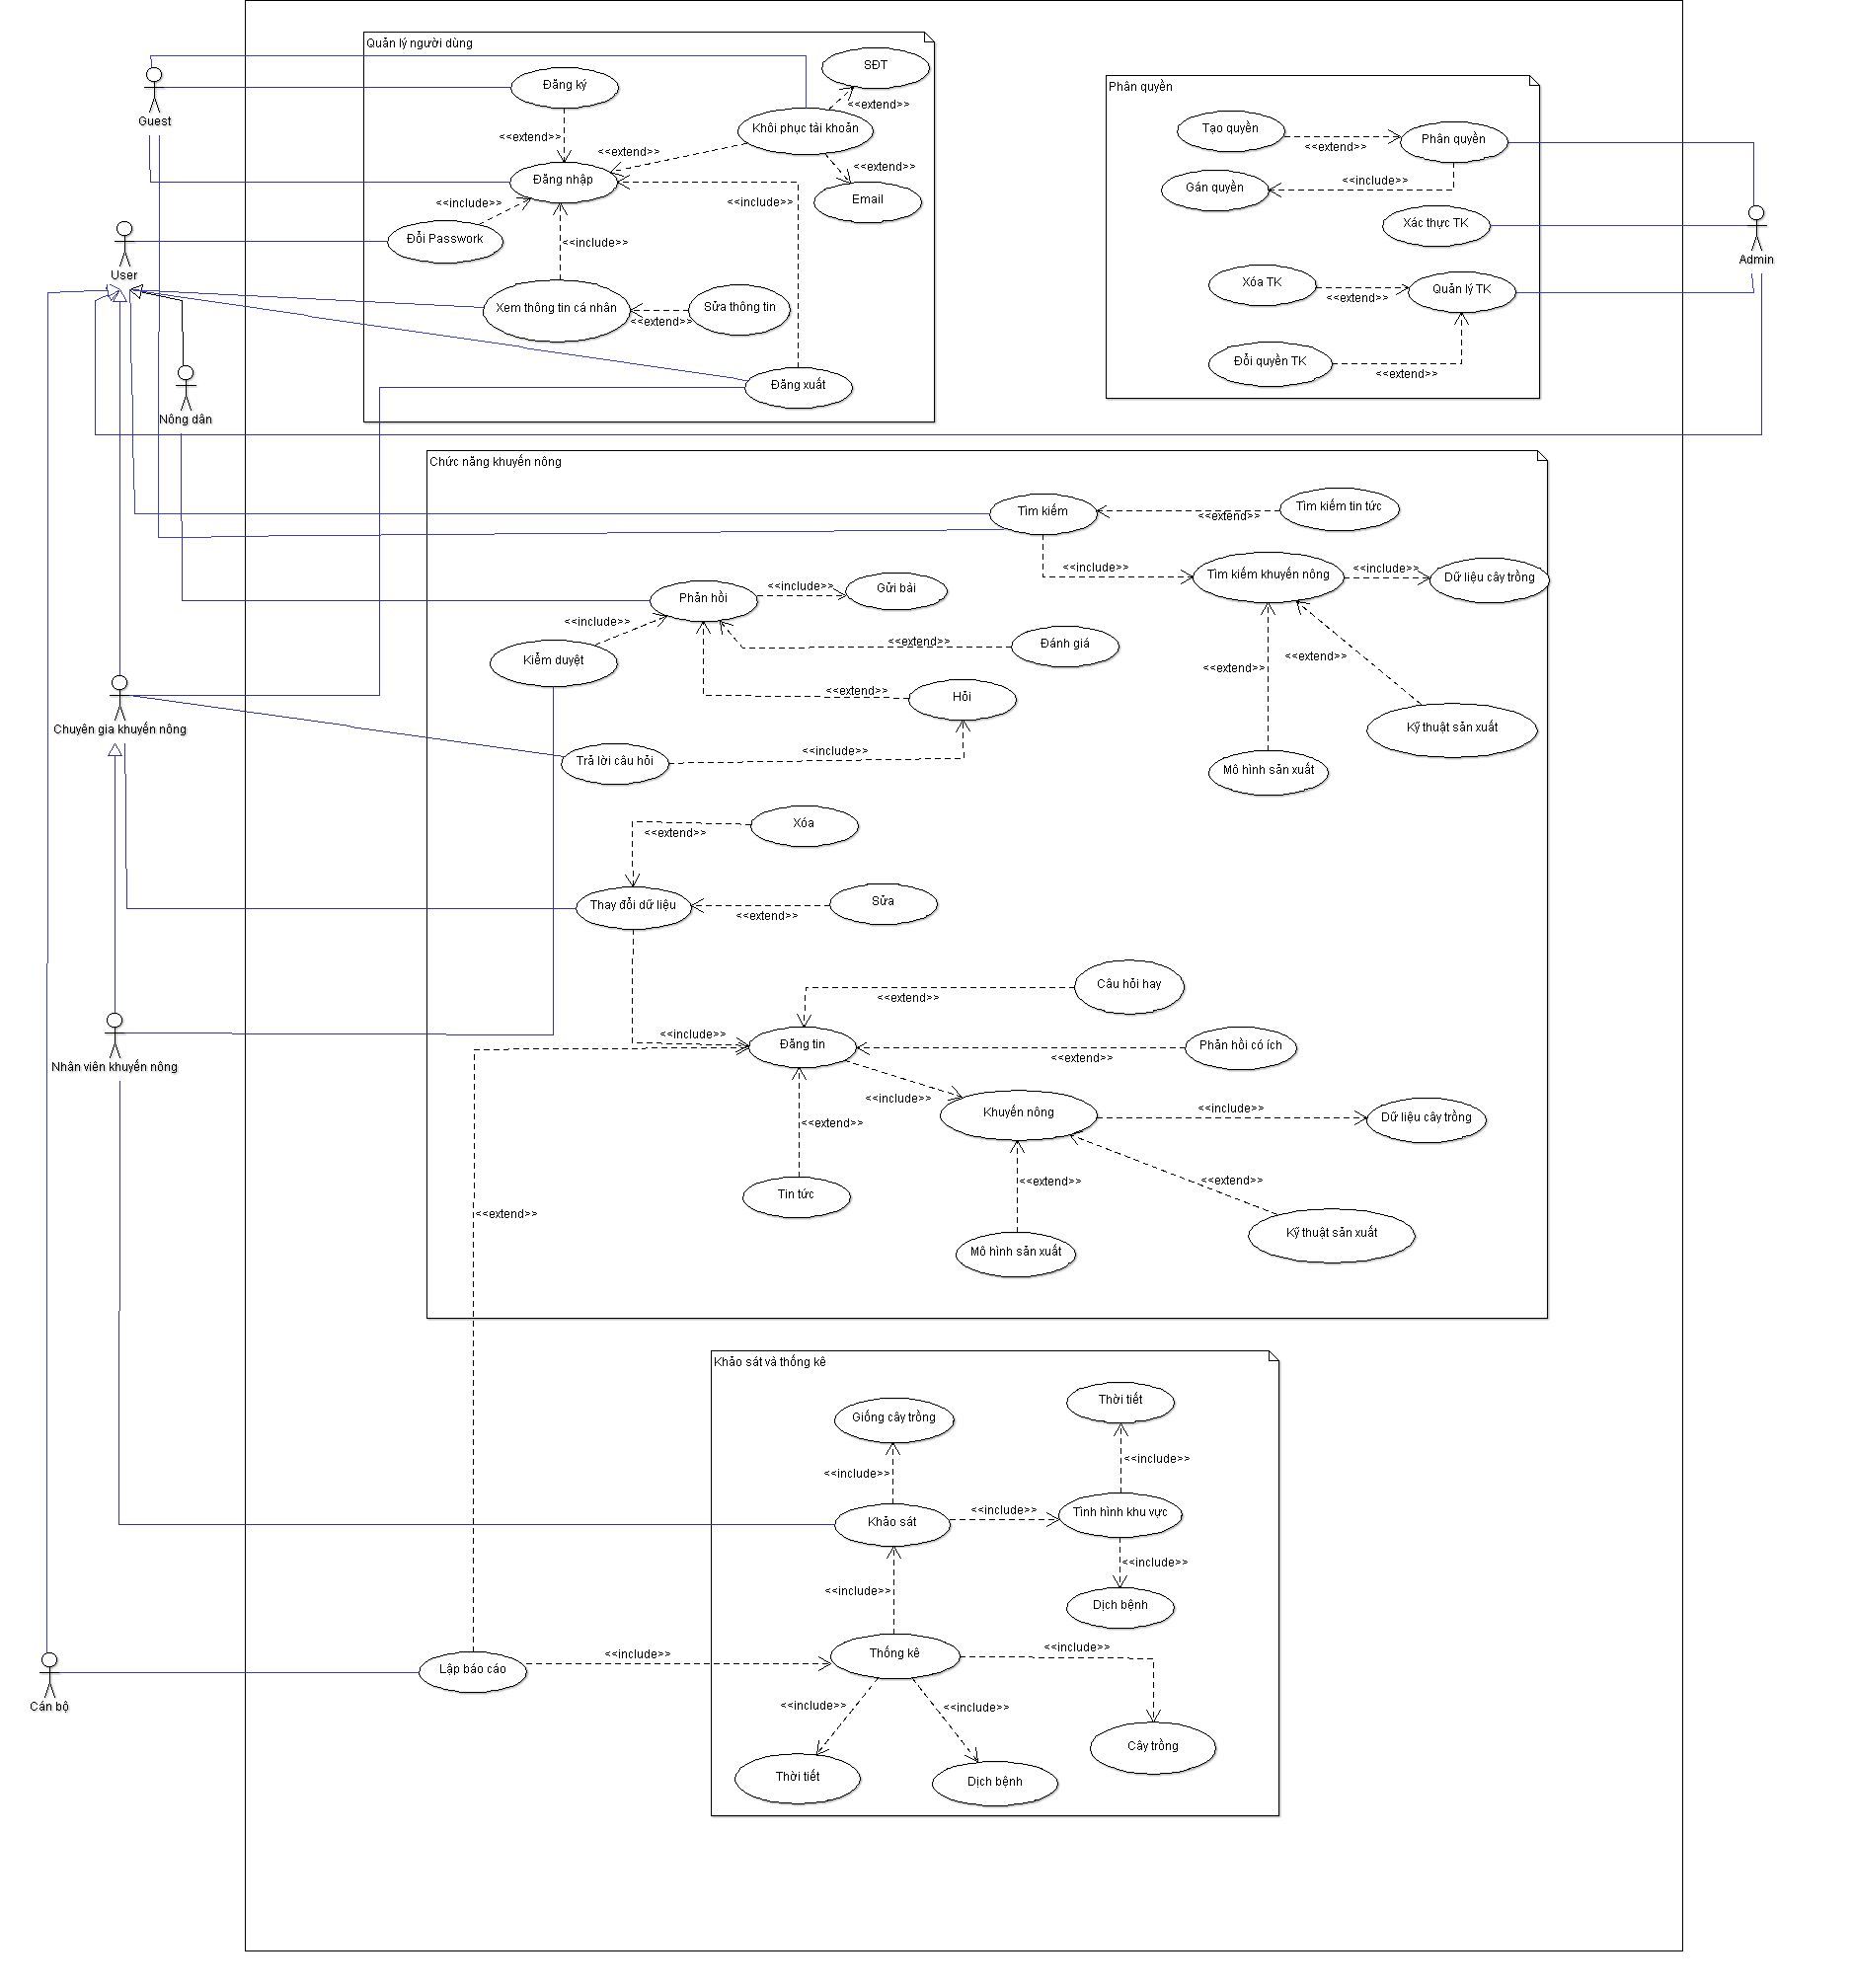 Quản lý người dùng
SĐT
Đăng ký
<<extend>>
Guest
Khôi phục tài khoản
<<extend>>
<<extend>>
<<extend>>
Đăng nhập
Email
<<include>>
<<include>>
Đổi Passwork
<<include>>
User
Xem thông tin cá nhân
Sửa thông tin
<<extend>>
Đăng xuất
Nông dân
Phân quyền
Tạo quyền
Phân quyền
<<extend>>
Gán quyền
<<include>>
Xác thực TK
Admin
Xóa TK
Quản lý TK
<<extend>>
Đổi quyền TK
<<extend>>
Chức năng khuyến nông
Tìm kiếm
Tìm kiếm tin tức
<<extend>>
<<include>>
Tìm kiếm khuyến nông
<<include>>
Dữ liệu cây trồng
Phản hồi
<<include>>
Gửi bài
<<include>>
<<extend>>
Đánh giá
Kiểm duyệt
<<extend>>
<<extend>>
<<extend>>
Hỏi
Chuyên gia khuyến nông
Kỹ thuật sản xuất
<<include>>
Trả lời câu hỏi
Mô hình sản xuất
Xóa
<<extend>>
Thay đổi dữ liệu
Sửa
<<extend>>
Câu hỏi hay
<<extend>>
<<include>>
Đăng tin
Phản hồi có ích
<<extend>>
Nhân viên khuyến nông
<<include>>
Khuyến nông
<<include>>
Dữ liệu cây trồng
<<extend>>
<<extend>>
<<extend>>
Tin tức
<<extend>>
Kỹ thuật sản xuất
Mô hình sản xuất
Khảo sát và thống kê
Thời tiết
Giống cây trồng
<<include>>
<<include>>
<<include>>
Tình hình khu vực
Khảo sát
<<include>>
<<include>>
Dịch bệnh
<<include>>
Thống kê
<<include>>
Lập báo cáo
Cán bộ
<<include>>
<<include>>
Cây trồng
Thời tiết
Dịch bệnh